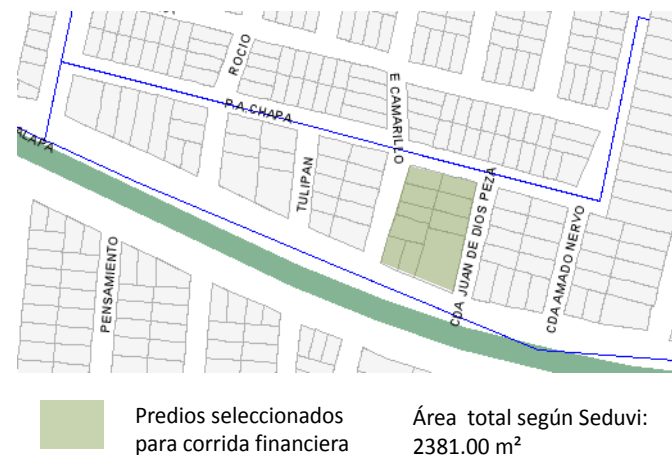 ROCIO
E CAMARILLO
P.A.CHAPA
ALAPA
TULIPAN
CDA JUAN DE DIOS PEZA
CDA AMADO NERVO
PENSAMIENTO
Predios seleccionados
para corrida financiera
Área total según Seduvi:
2381.00 m²